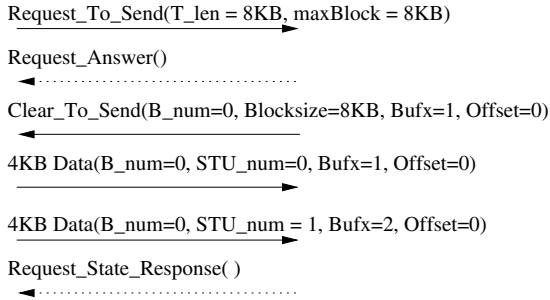 Request_To_Send(T_len = 8KB, maxBlock = 8KB)
Request_Answer()
Clear_To_Send(B_num=0, Blocksize=8KB, Bufx=1, Offset=0)
4KB Data(B_num=0, STU_num=0, Bufx=1, Offset=0)
4KB Data(B_num=0, STU_num = 1, Bufx=2, Offset=0)
Request_State_Response( )